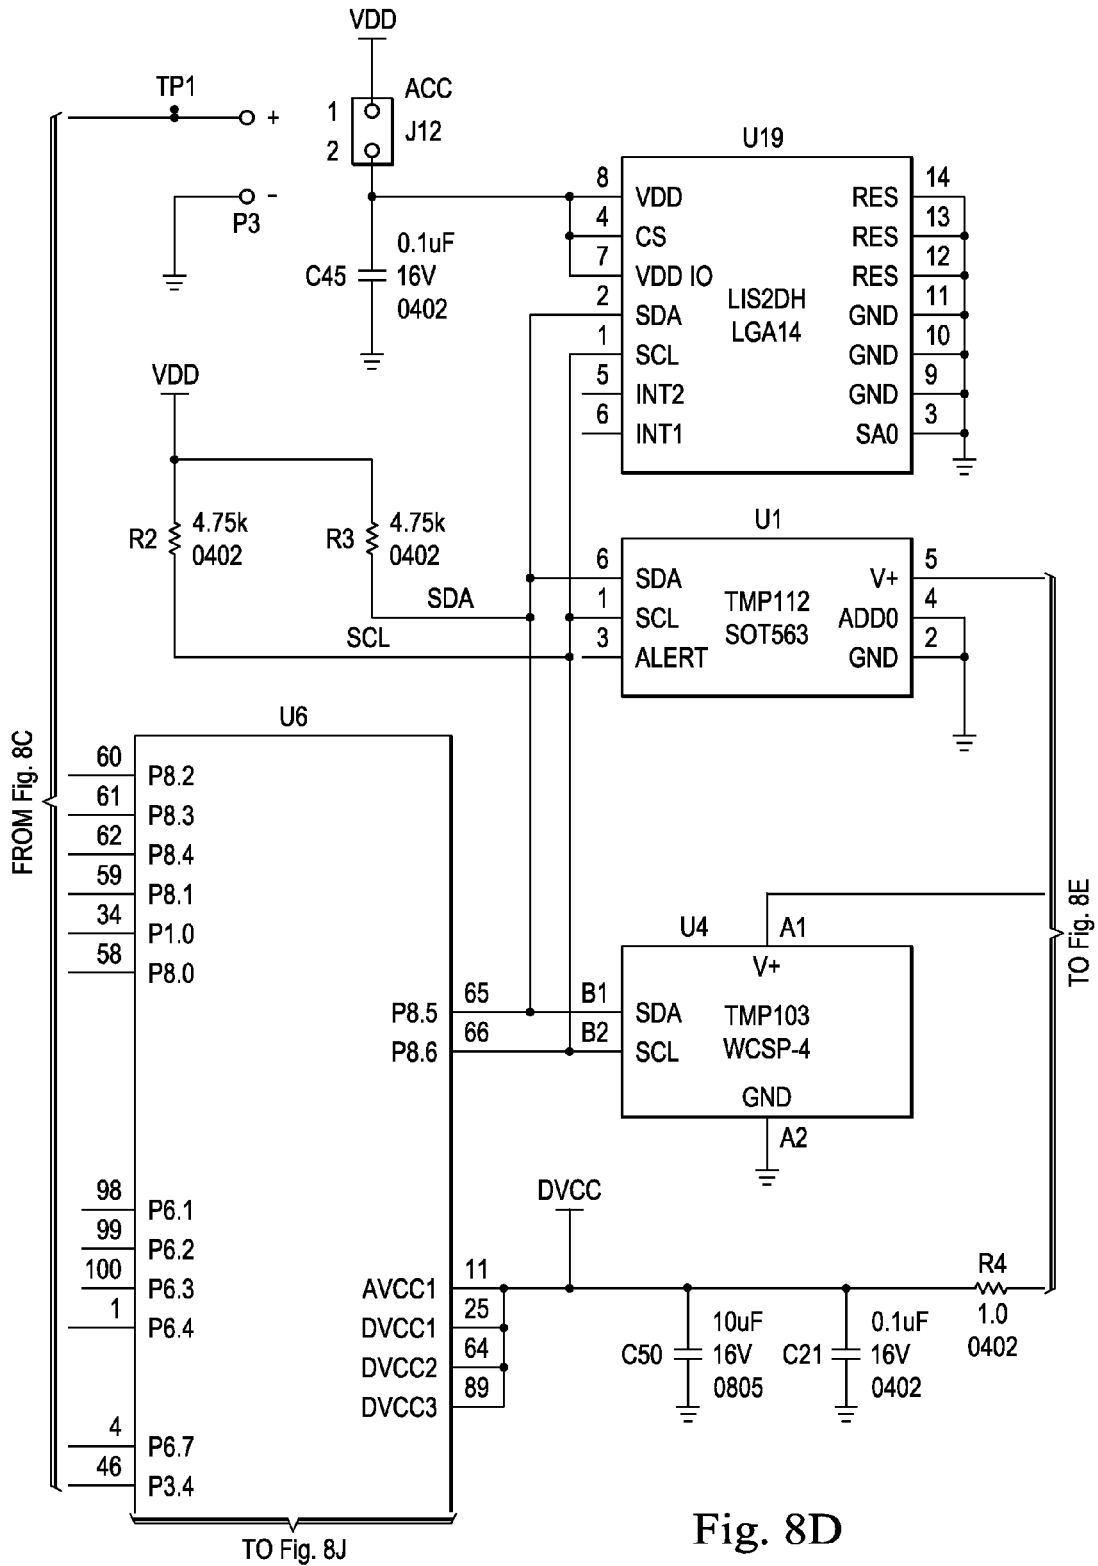 VDD
TP1
ACC
1
J12
2
+
-
P3
0.1uF
C45
16V
0402
U19
8 VDD RES 14
4 CS RES 13
7 VDD IO RES 12
2 SDA GND 11
LIS2DH
LGA14
1 SCL GND 10
5 INT2 GND 9
6 INT1 SA0 3
VDD
R2
4.75k
0402
R3
4.75k
0402
SDA
SCL
U1
6 SDA V+ 5
1 SCL ADD0 4
3 ALERT GND 2
TMP112
SOT563
FROM Fig. 8C
U6
60 P8.2
61 P8.3
62 P8.4
59 P8.1
34 P1.0
58 P8.0
P8.5 65
P8.6 66
98 P6.1
99 P6.2
100 P6.3
1 P6.4
4 P6.7
46 P3.4
AVCC1 11
DVCC1 25
DVCC2 64
DVCC3 89
U4
A1
V+
B1 SDA
B2 SCL
TMP103
WCSP-4
GND
A2
TO Fig. 8E
DVCC
10uF
C50
16V
0805
0.1uF
C21
16V
0402
R4
1.0
0402
TO Fig. 8J
Fig. 8D